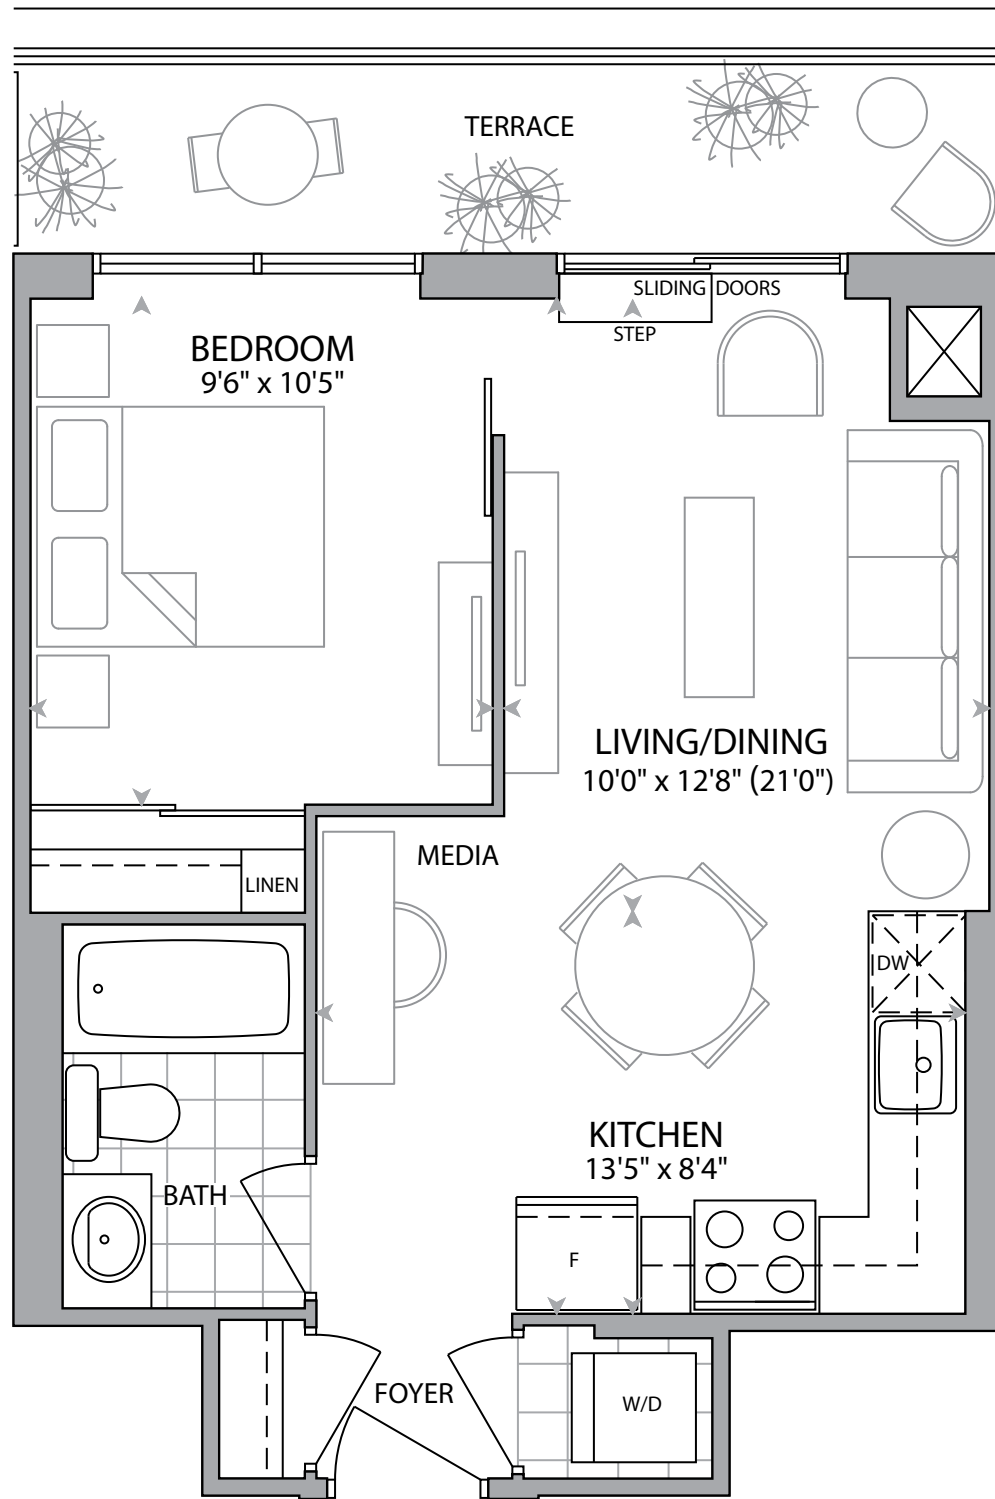 TERRACE
SLIDING DOORS
STEP
BEDROOM
9'6" x 10'5"
LIVING/DINING
10'0" x 12'8" (21'0")
MEDIA
LINEN
DW
KITCHEN
13'5" x 8'4"
BATH
F
FOYER
W/D